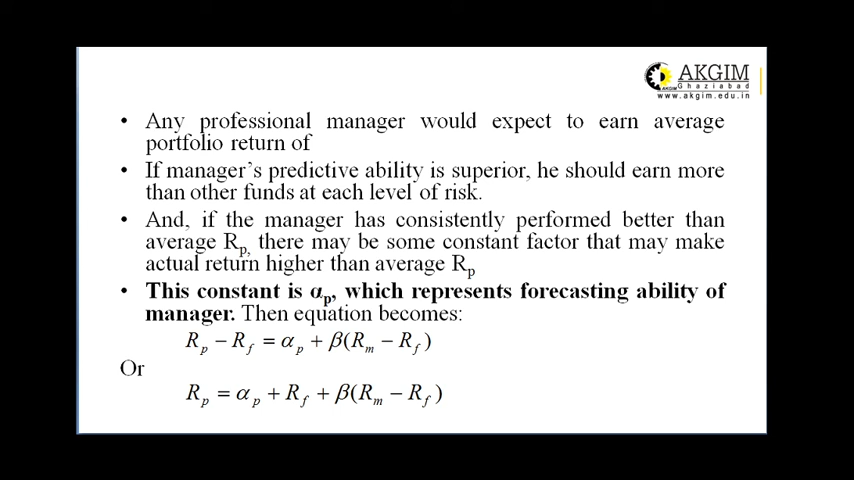 AKGIM
Ghaziabad
AKGIM
www.akgim.edu.in
• Any professional manager would expect to earn average
portfolio return of
• If manager's predictive ability is superior, he should earn more
than other funds at each level of risk.
• And, if the manager has consistently performed better than
average Rp, there may be some constant factor that may make
actual return higher than average Rp
• This constant is αp, which represents forecasting ability of
manager. Then equation becomes:
Rp − Rf = αp + β(Rm − Rf)
Or
Rp = αp + Rf + β(Rm − Rf)